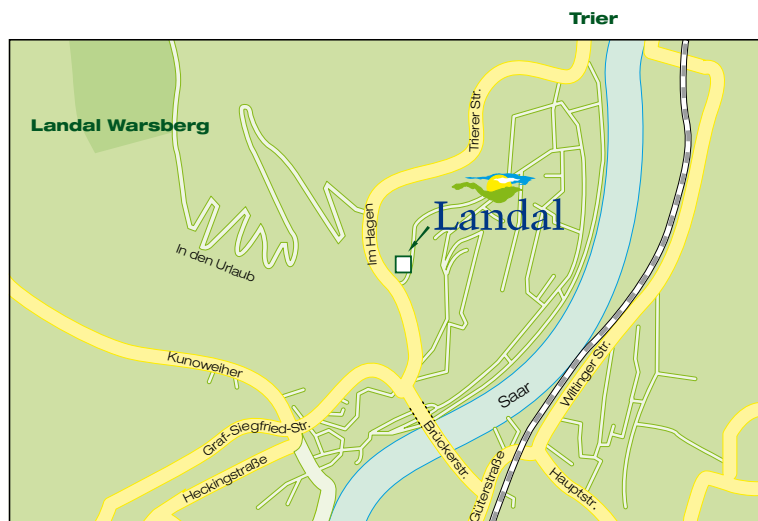 Trier
Landal Warsberg
Trierer Str.
Landal
Im Hagen
In den Urlaub
Kunoweiher
Saar
Wiltinger Str.
Graf-Siegfried-Str.
Brückerstr.
Heckingstraße
Güterstraße
Hauptstr.